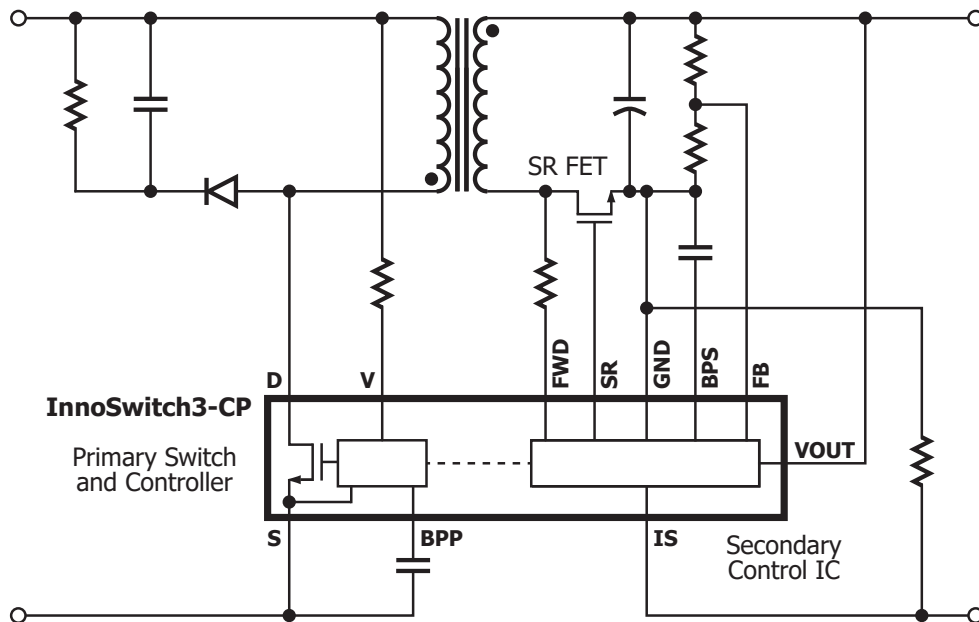 SR FET
D
V
FWD
SR
GND
BPS
FB
InnoSwitch3-CP
Primary Switch
and Controller
VOUT
S
BPP
IS
Secondary
Control IC